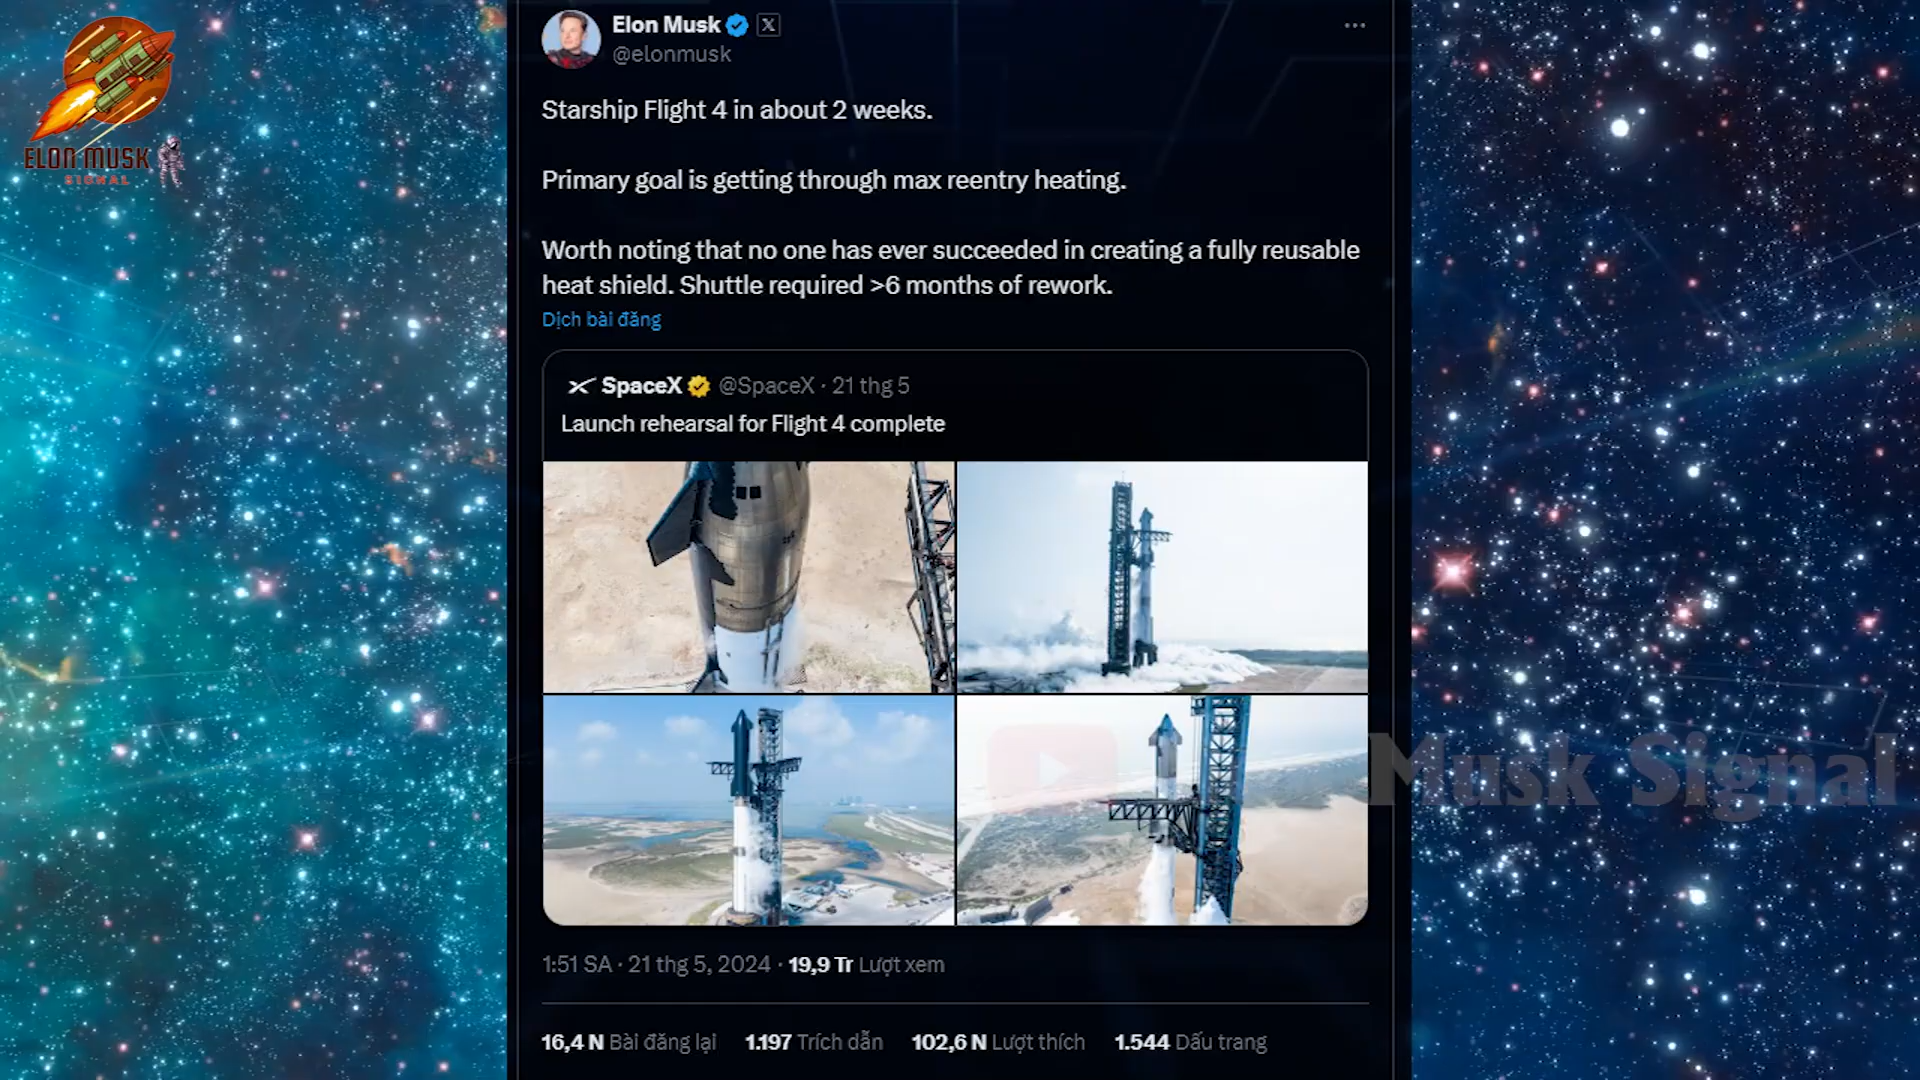 ELON MUSK
SIGNAL
Elon Musk
@elonmusk
Starship Flight 4 in about 2 weeks.
Primary goal is getting through max reentry heating.
Worth noting that no one has ever succeeded in creating a fully reusable
heat shield. Shuttle required >6 months of rework.
Dịch bài đăng
SpaceX @SpaceX · 21 thg 5
Launch rehearsal for Flight 4 complete
Musk Signal
1:51 SA · 21 thg 5, 2024 · 19,9 Tr Lượt xem
16,4 N Bài đăng lại 1.197 Trích dẫn 102,6 N Lượt thích 1.544 Dấu trang